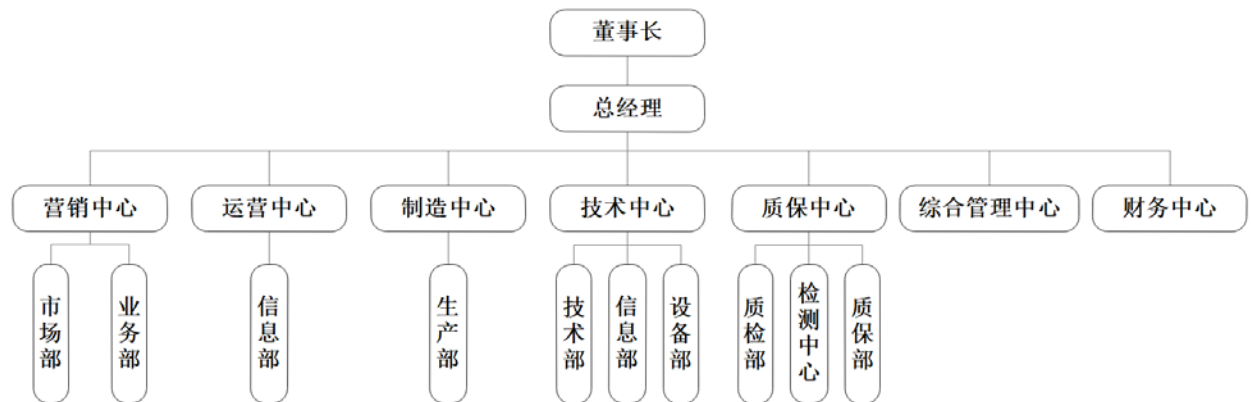 董事长
总经理
营销中心
运营中心
制造中心
技术中心
质保中心
综合管理中心
财务中心
市场部
业务部
信息部
生产部
技术部
信息部
设备部
质检部
检测中心
质保部